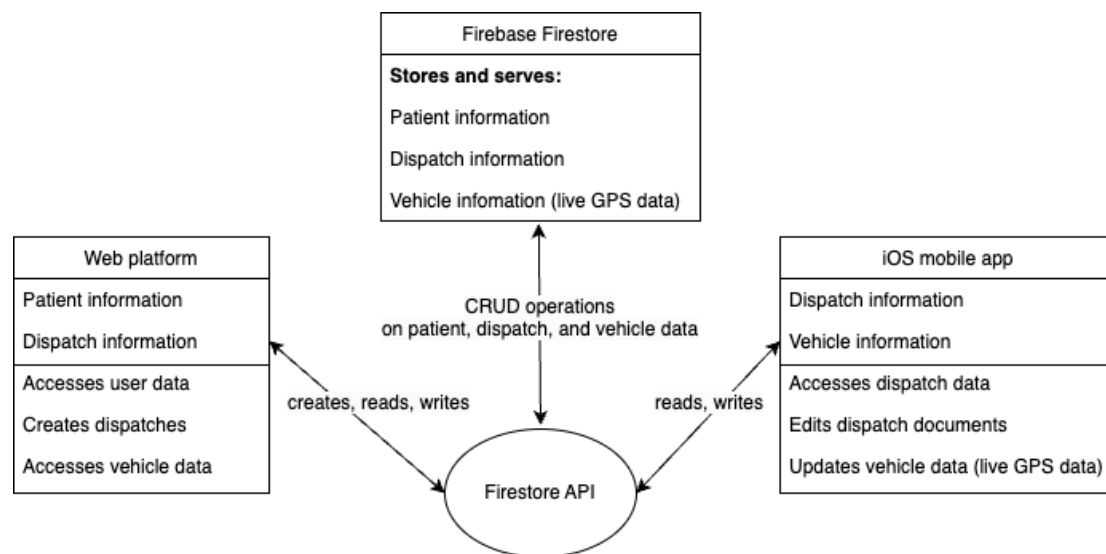 Firebase Firestore
Stores and serves:
Patient information
Dispatch information
Vehicle infomation (live GPS data)
Web platform
Patient information
Dispatch information
Accesses user data
Creates dispatches
Accesses vehicle data
CRUD operations
on patient, dispatch, and vehicle data
creates, reads, writes
reads, writes
Firestore API
iOS mobile app
Dispatch information
Vehicle information
Accesses dispatch data
Edits dispatch documents
Updates vehicle data (live GPS data)